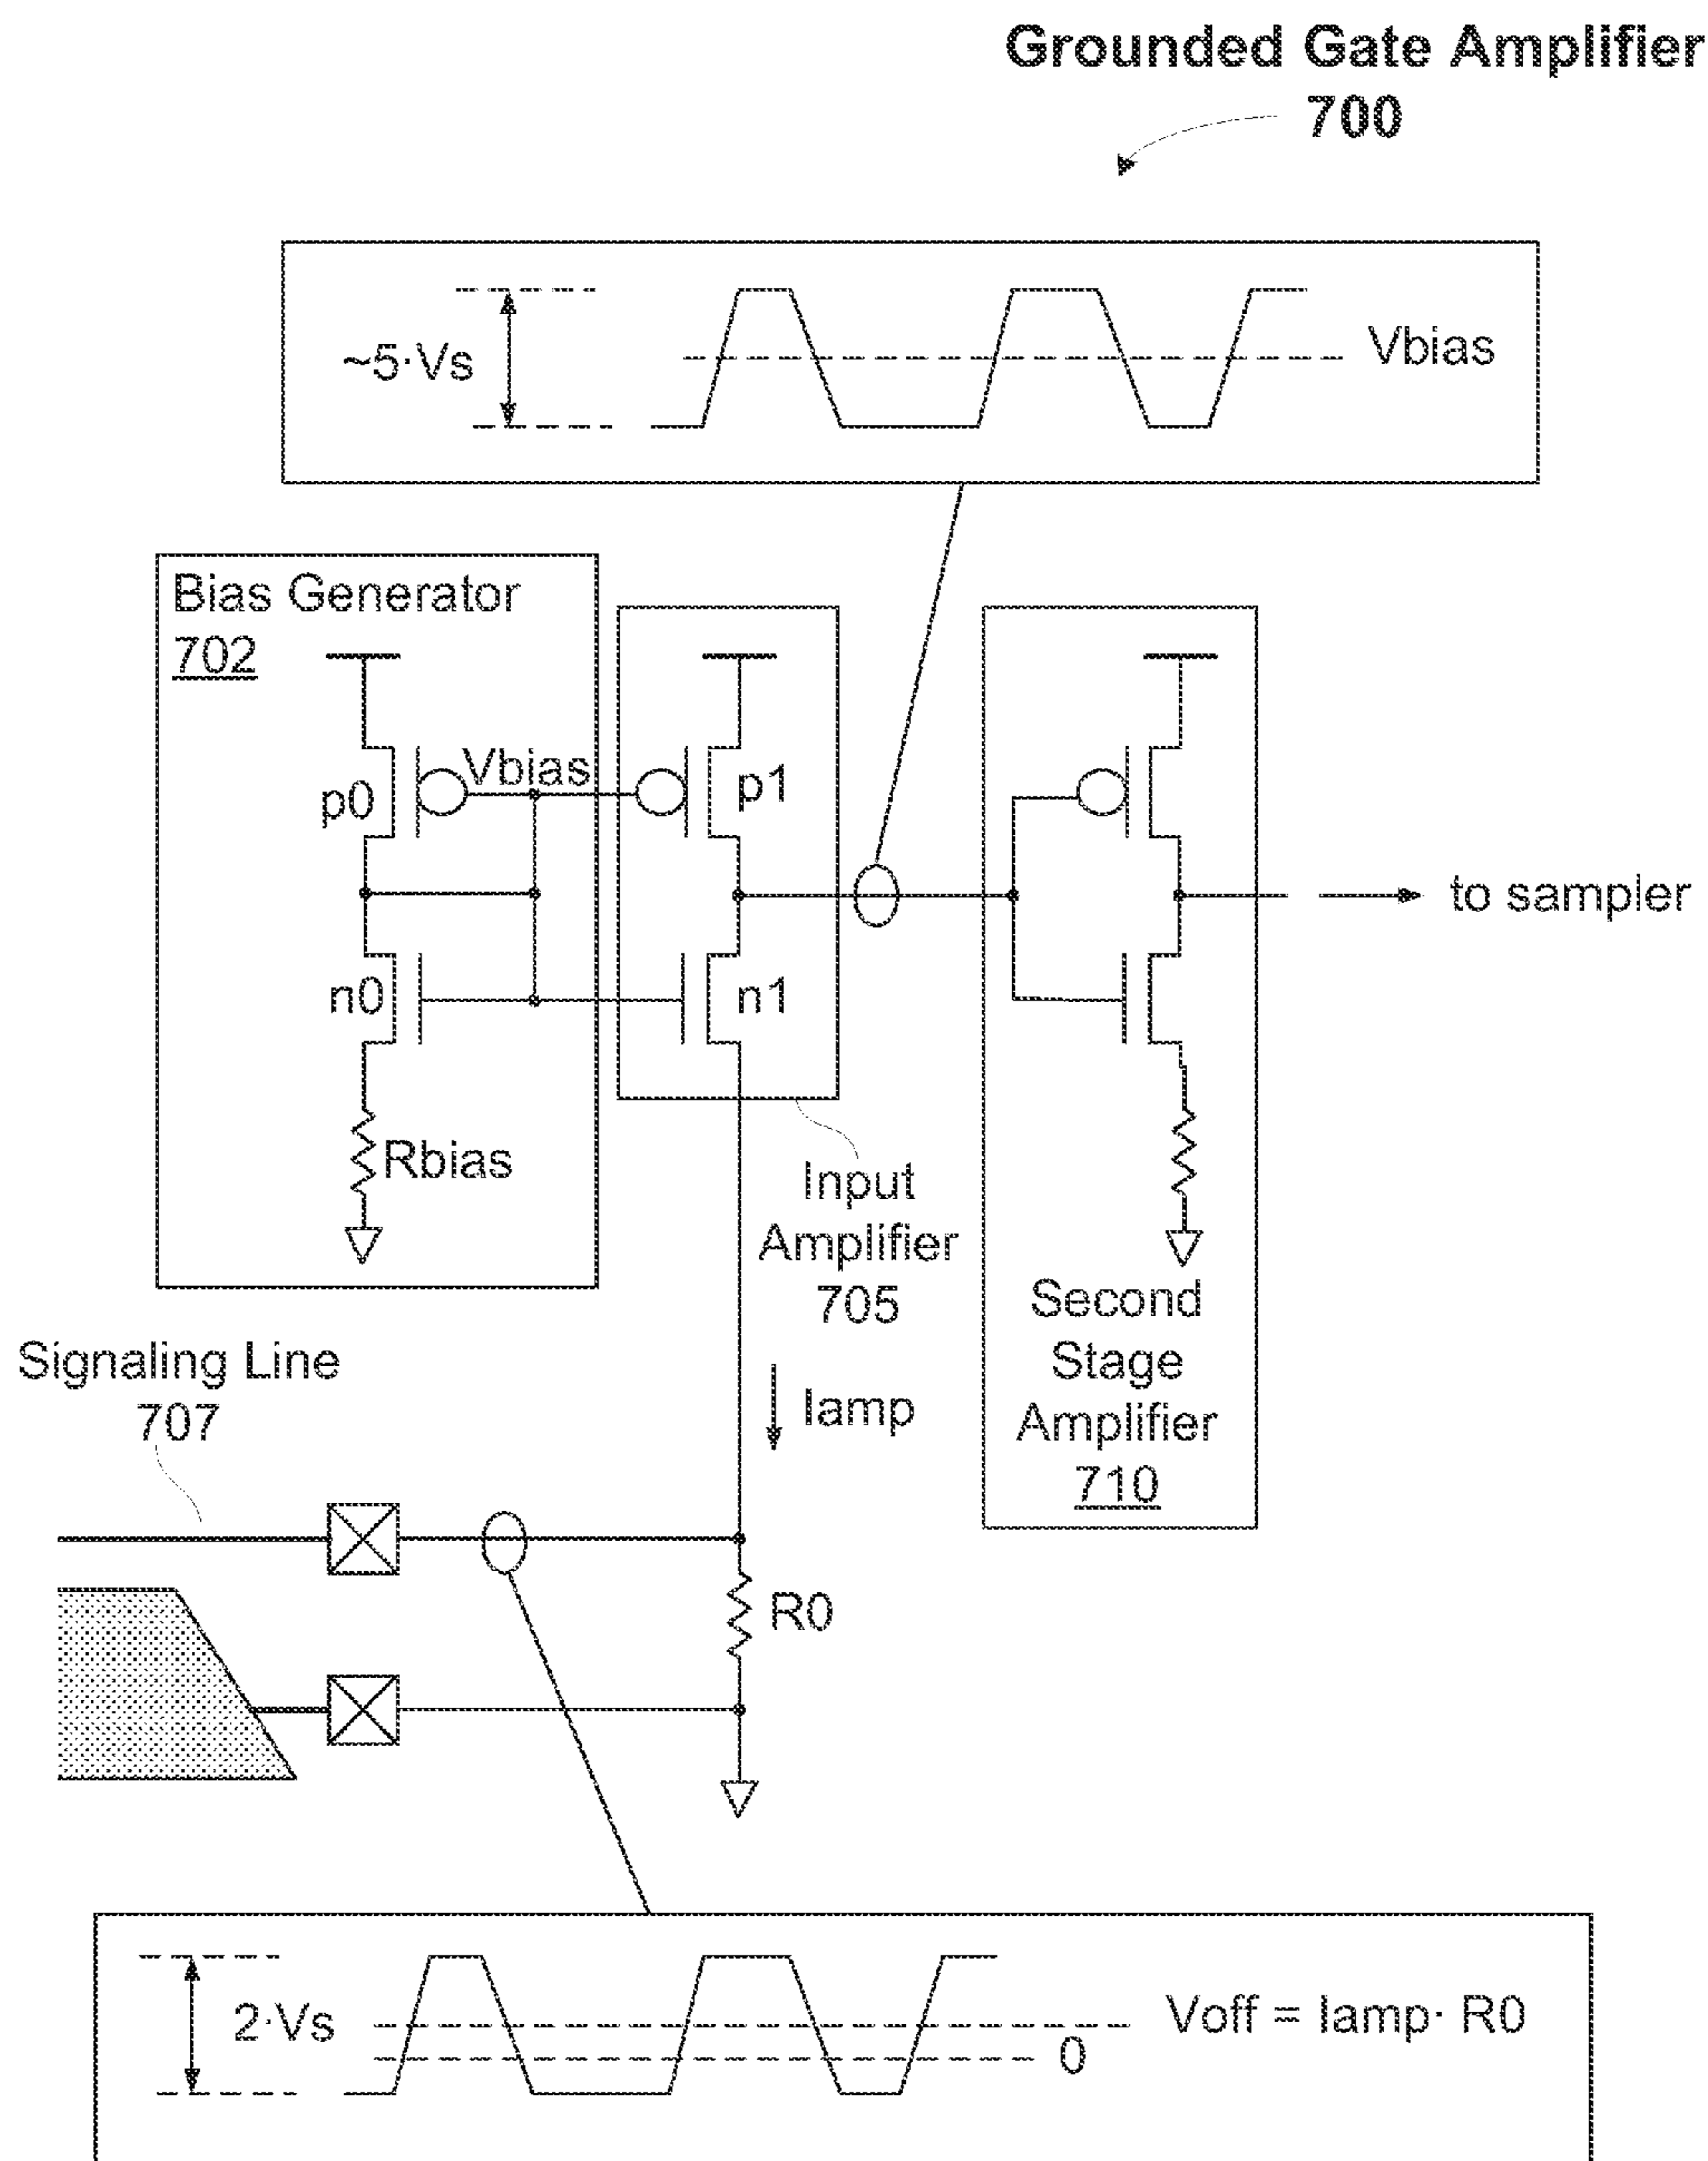 Grounded Gate Amplifier
700
~5·Vs
Vbias
Bias Generator
702
Vbias
p0
p1
n0
n1
to sampler
Rbias
Input
Amplifier
705
Second
Stage
Amplifier
710
Iamp
Signaling Line
707
R0
2·Vs
Voff = Iamp· R0
0